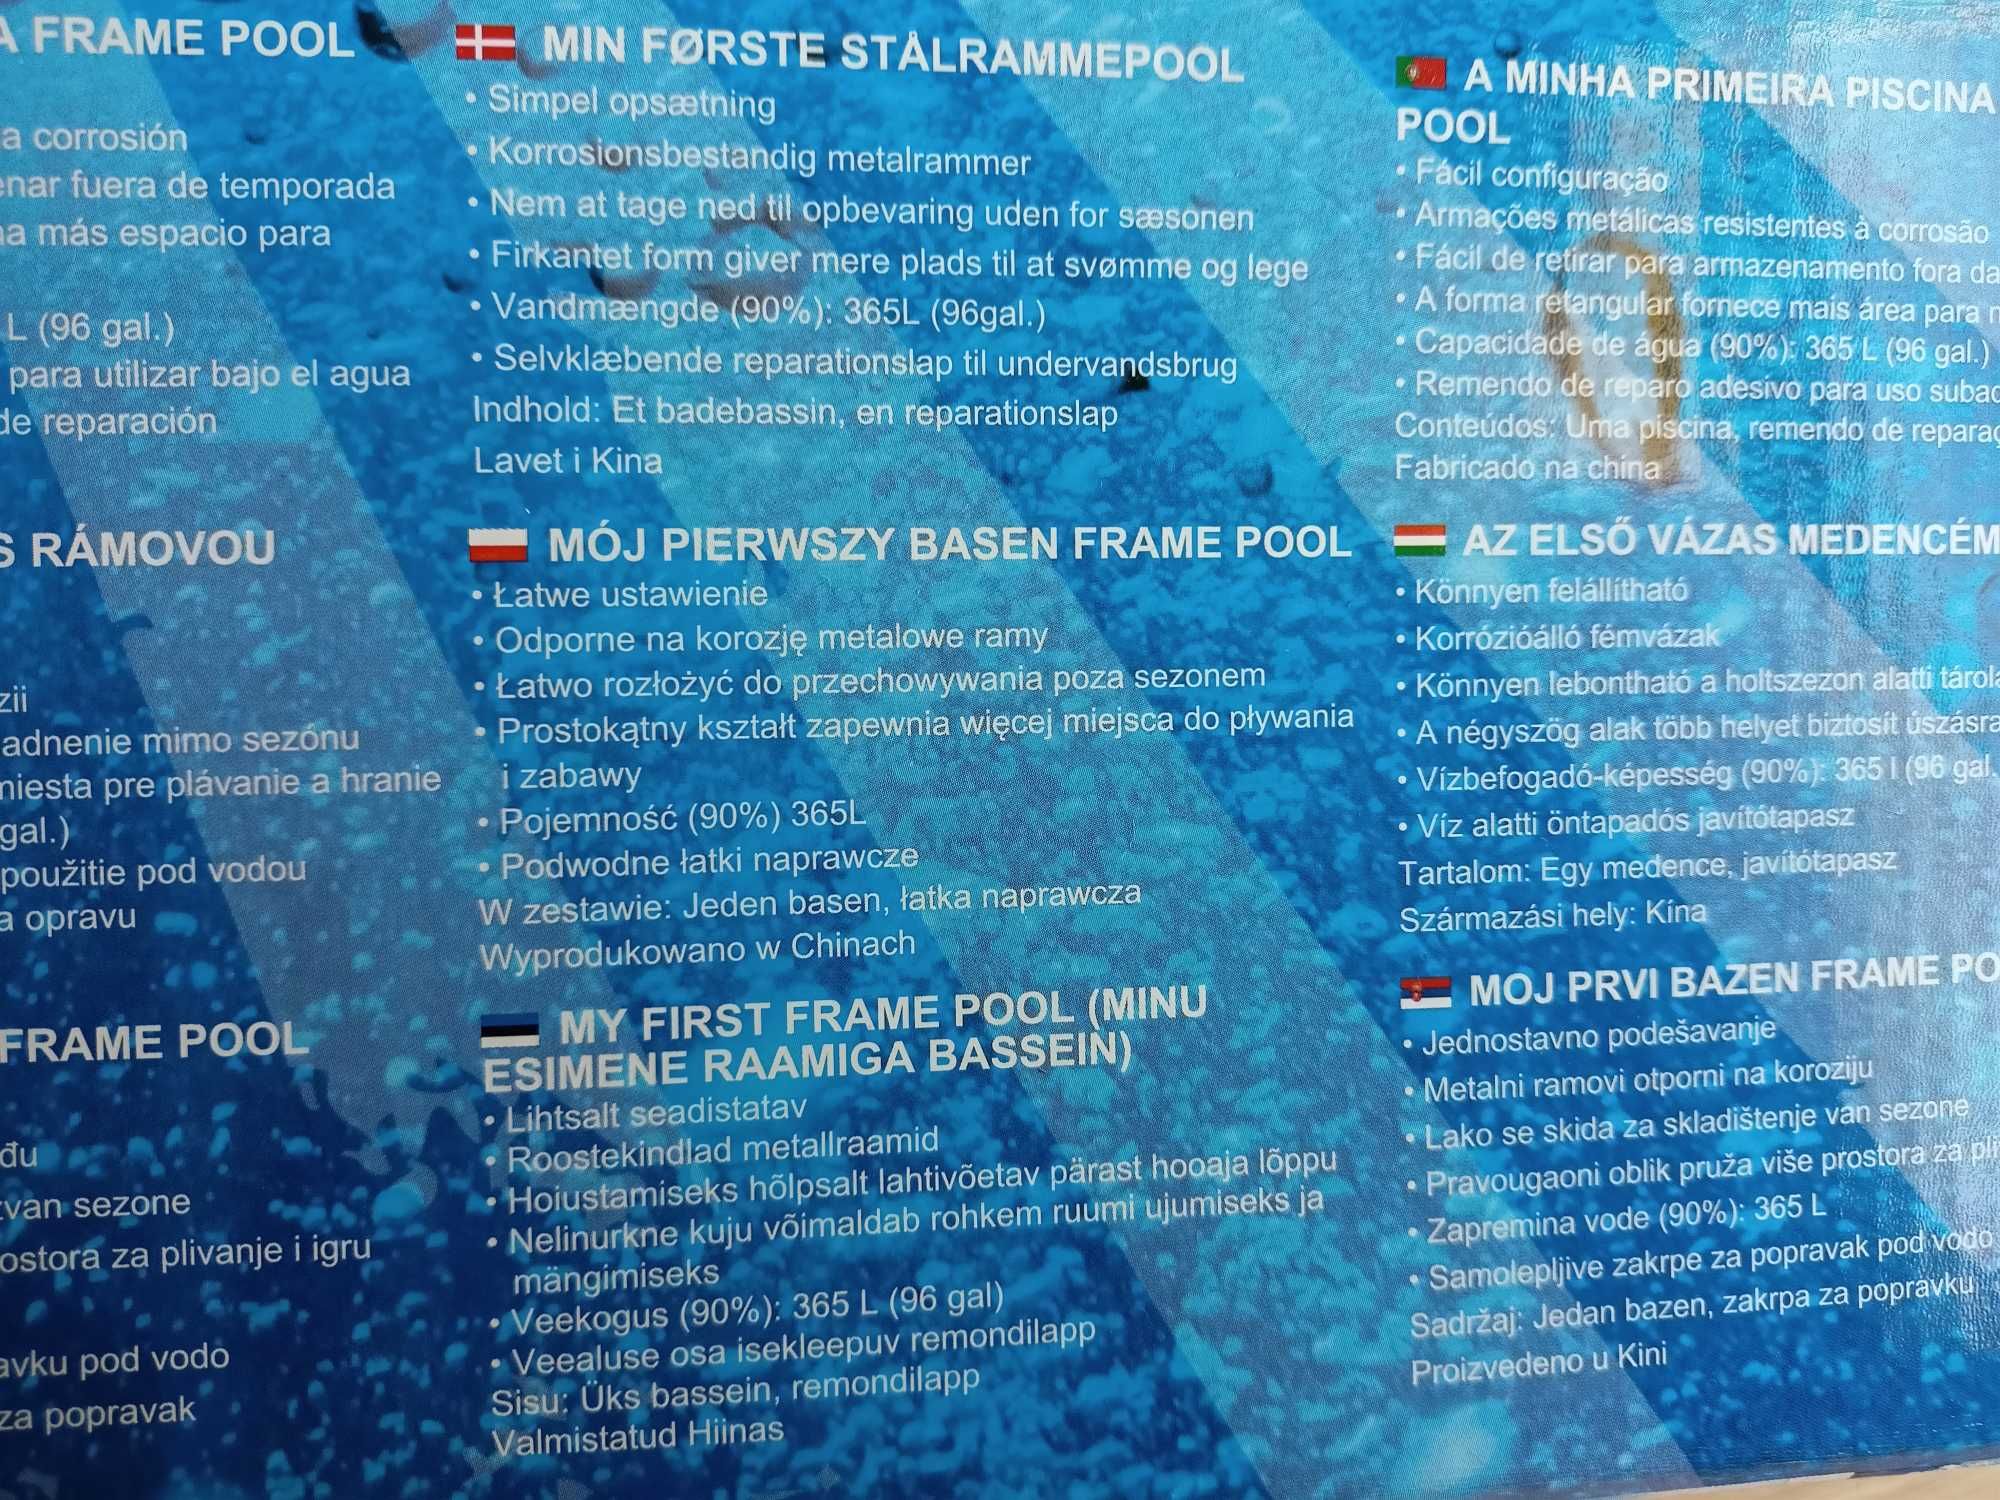 A FRAME POOL
a corrosión
enar fuera de temporada
más espacio para
L (96 gal.)
para utilizar bajo el agua
de reparación
S RÁMOVOU
adnenie mimo sezónu
miesta pre plávanie a hranie
gal.)
použitie pod vodou
a opravu
FRAME POOL
sezone
ostora za plivanje i igru
pod vodo
za popravak
MIN FØRSTE STÅLRAMMEPOOL
• Simpel opsætning
• Korrosionsbestandig metalrammer
• Nem at tage ned til opbevaring uden for sæsonen
• Firkantet form giver mere plads til at svømme og lege
• Vandmængde (90%): 365L (96gal.)
• Selvklæbende reparationslap til undervandsbrug
Indhold: Et badebassin, en reparationslap
Lavet i Kina
MÓJ PIERWSZY BASEN FRAME POOL
• Łatwe ustawienie
• Odporne na korozję metalowe ramy
• Łatwo rozłożyć do przechowywania poza sezonem
• Prostokątny kształt zapewnia więcej miejsca do pływania
i zabawy
• Pojemność (90%) 365L
• Podwodne łatki naprawcze
W zestawie: Jeden basen, łatka naprawcza
Wyprodukowano w Chinach
MY FIRST FRAME POOL (MINU
ESIMENE RAAMIGA BASSEIN)
• Lihtsalt seadistatav
• Roostekindlad metallraamid
• Hoiustamiseks hõlpsalt lahtivõetav pärast hooaja lõppu
• Nelinurkne kuju võimaldab rohkem ruumi ujumiseks ja
mängimiseks
• Veekogus (90%): 365 L (96 gal)
• Veealuse osa isekleepuv remondilapp
Sisu: Üks bassein, remondilapp
Valmistatud Hiinas
A MINHA PRIMEIRA PISCINA
POOL
• Fácil configuração
• Armações metálicas resistentes à corrosão
• Fácil de retirar para armazenamento fora da
• A forma retangular fornece mais área para
• Capacidade de água (90%): 365 L (96 gal.)
• Remendo de reparo adesivo para uso
Conteúdos: Uma piscina, remendo de
Fabricado na china
AZ ELSŐ VÁZAS MEDENCÉM
• Könnyen felállítható
• Korrózióálló fémvázak
• Könnyen lebontható a holtszezon alatti
• A négyszög alak több helyet biztosít úszásra
• Vízbefogadó-képesség (90%): 365 l (96 gal.
• Víz alatti öntapadós javítótapasz
Tartalom: Egy medence, javítótapasz
Származási hely: Kína
MOJ PRVI BAZEN FRAME PO
• Jednostavno podešavanje
• Metalni ramovi otporni na koroziju
• Lako se skida za skladištenje van sezone
• Pravougaoni oblik pruža više prostora za
• Zapremina vode (90%): 365 L
• Samolepljive zakrpe za popravak pod vodo
Sadržaj: Jedan bazen, zakrpa za popravku
Proizvedeno u Kini